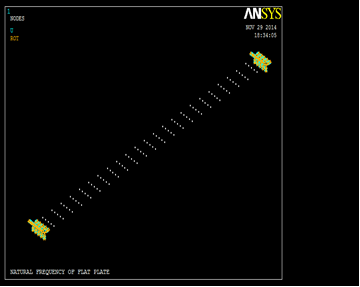 1
NODES
U
ROT
ANSYS
NOV 29 2014
18:34:05
NATURAL FREQUENCY OF FLAT PLATE